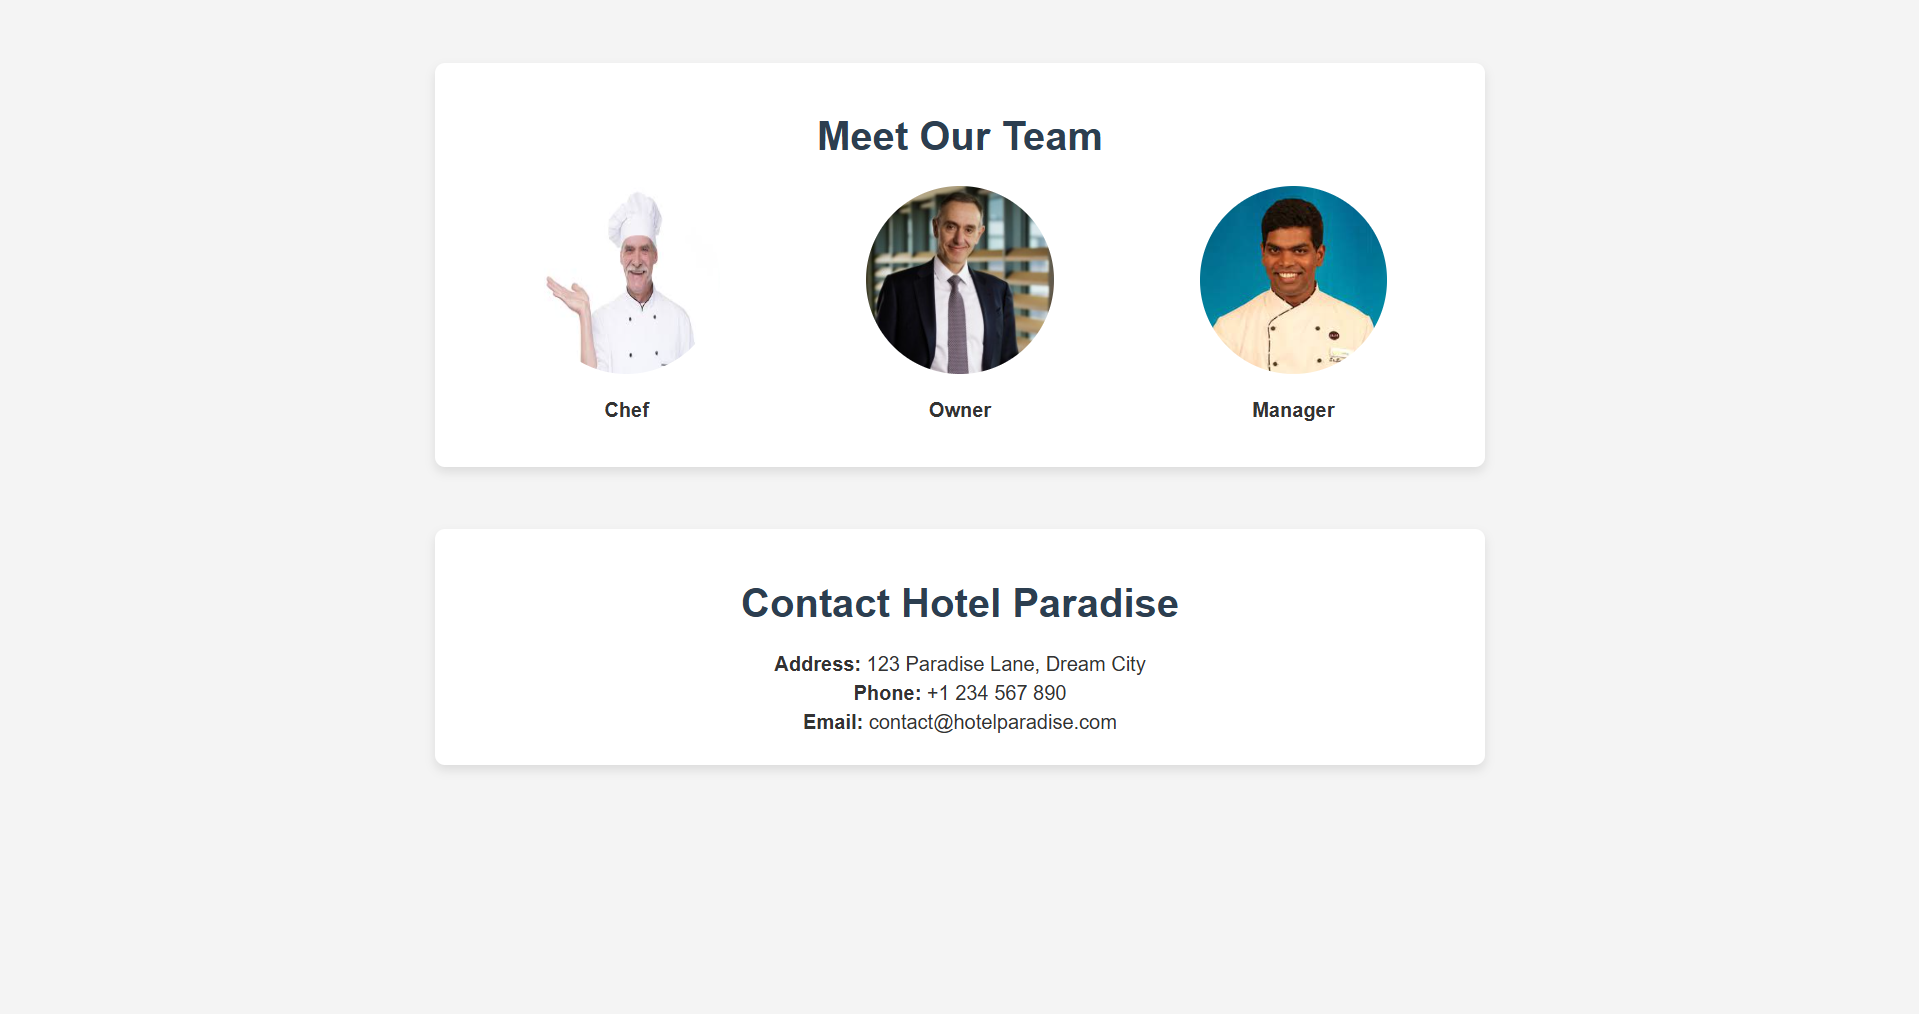 Meet Our Team
Chef
Owner
Manager
Contact Hotel Paradise
Address: 123 Paradise Lane, Dream City
Phone: +1 234 567 890
Email: contact@hotelparadise.com